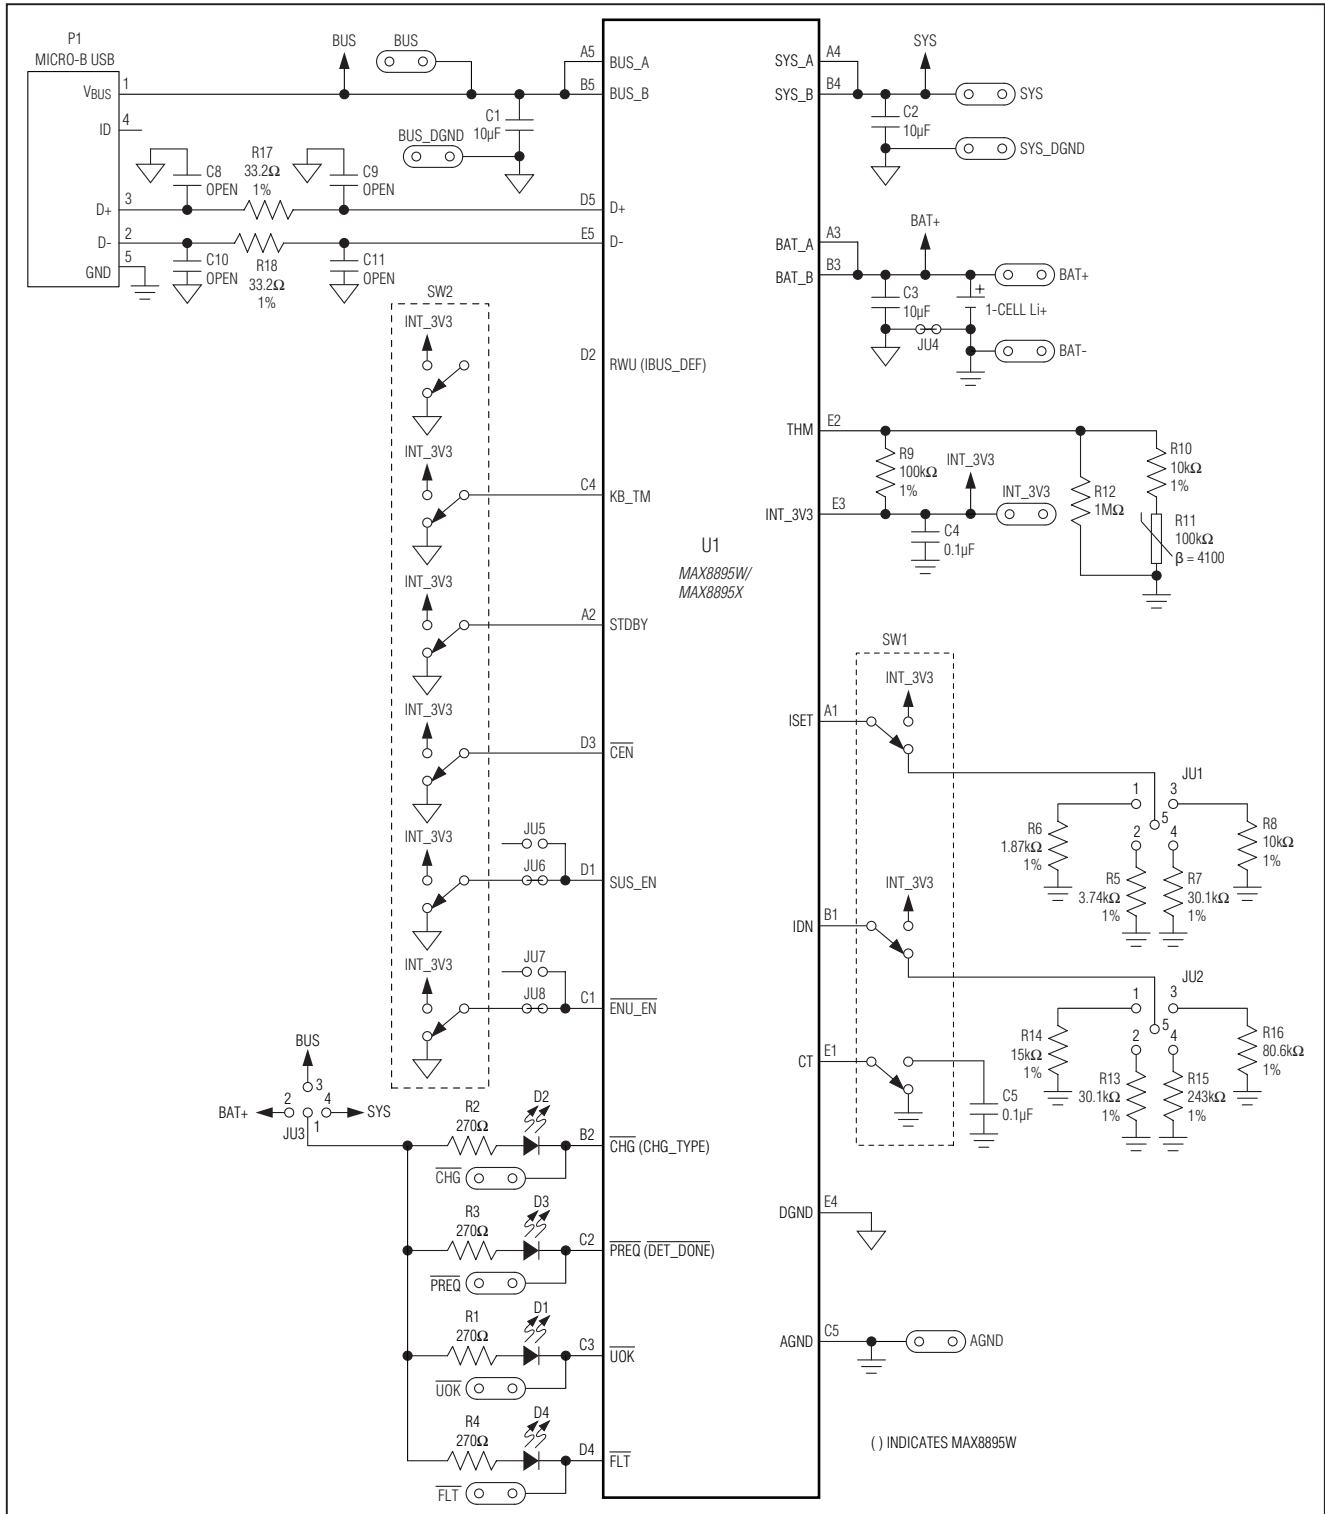 P1
MICRO-B USB
VBUS
1
ID
4
D+
3
D-
2
GND
5
BUS
BUS
C1
10µF
BUS_DGND
C8
OPEN
R17
33.2Ω
1%
C9
OPEN
C10
OPEN
R18
33.2Ω
1%
C11
OPEN
A5
BUS_A
B5
BUS_B
D5
D+
E5
D-
SW2
INT_3V3
D2
RWU (IBUS_DEF)
INT_3V3
C4
KB_TM
INT_3V3
A2
STDBY
INT_3V3
D3
CEN
INT_3V3
JU5
JU6
D1
SUS_EN
INT_3V3
JU7
JU8
C1
ENU_EN
BUS
3
2
4
BAT+
SYS
JU3
1
R2
270Ω
D2
B2
CHG (CHG_TYPE)
CHG
R3
270Ω
D3
C2
PREQ (DET_DONE)
PREQ
R1
270Ω
D1
C3
UOK
UOK
R4
270Ω
D4
D4
FLT
FLT
U1
MAX8895W/
MAX8895X
SYS_A
A4
SYS_B
B4
SYS
SYS
C2
10µF
SYS_DGND
BAT_A
A3
BAT_B
B3
BAT+
BAT+
C3
10µF
+
1-CELL Li+
JU4
BAT-
THM
E2
R9
100kΩ
1%
INT_3V3
INT_3V3
INT_3V3
E3
C4
0.1µF
R12
1MΩ
R10
10kΩ
1%
R11
100kΩ
β = 4100
SW1
INT_3V3
ISET
A1
JU1
1
3
5
2
4
R6
1.87kΩ
1%
R5
3.74kΩ
1%
R7
30.1kΩ
1%
R8
10kΩ
1%
INT_3V3
IDN
B1
JU2
1
3
5
2
4
R14
15kΩ
1%
R13
30.1kΩ
1%
R15
243kΩ
1%
R16
80.6kΩ
1%
CT
E1
C5
0.1µF
DGND
E4
AGND
C5
AGND
( ) INDICATES MAX8895W